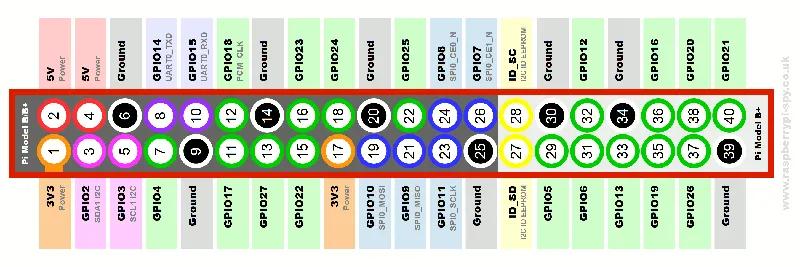 5V
Power
5V
Power
Ground
GPIO14
UART0_TXD
GPIO15
UART0_RXD
GPIO18
PCM_CLK
Ground
GPIO23
GPIO24
Ground
GPIO25
GPIO8
SPI0_CE0_N
GPIO7
SPI0_CE1_N
ID_SC
I2C ID EEPROM
Ground
GPIO12
Ground
GPIO16
GPIO20
GPIO21
Pi Model B/B+
2 4 6 8 10 12 14 16 18 20 22 24 26 28 30 32 34 36 38 40
1 3 5 7 9 11 13 15 17 19 21 23 25 27 29 31 33 35 37 39
Pi Model B+
3V3
Power
GPIO2
SDA1 I2C
GPIO3
SCL1 I2C
GPIO4
Ground
GPIO17
GPIO27
GPIO22
3V3
Power
GPIO10
SPI0_MOSI
GPIO9
SPI0_MISO
GPIO11
SPI0_SCLK
Ground
ID_SD
I2C ID EEPROM
GPIO5
GPIO6
GPIO13
GPIO19
GPIO26
Ground
www.raspberrypi-spy.co.uk